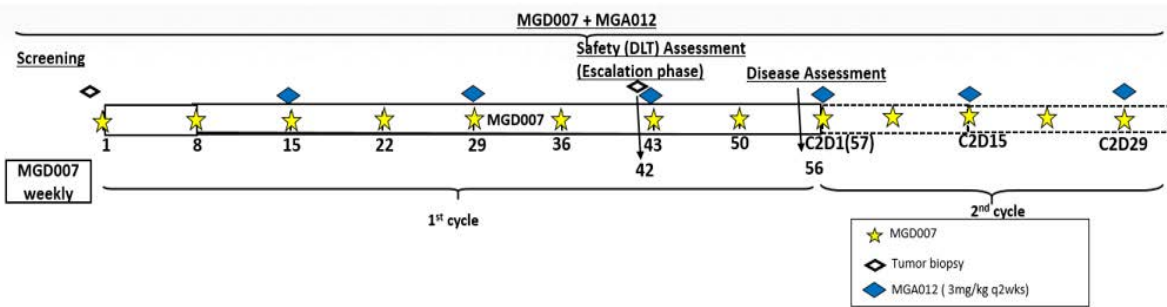 MGD007 + MGA012
Screening
Safety (DLT) Assessment
(Escalation phase)
Disease Assessment
MGD007
1 8 15 22 29 36 43 50 C2D1(57) C2D15 C2D29
42 56
MGD007
weekly
1st cycle
2nd cycle
MGD007
Tumor biopsy
MGA012 ( 3mg/kg q2wks)